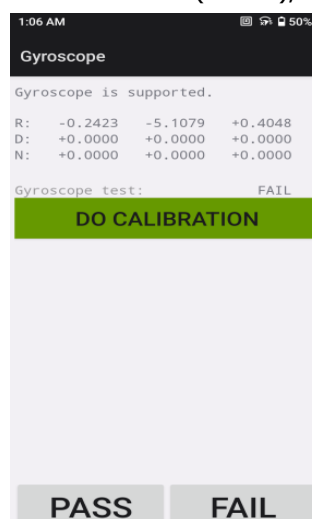 1:06 AM 50%
Gyroscope
Gyroscope is supported.
R: -0.2423 -5.1079 +0.4048
D: +0.0000 +0.0000 +0.0000
N: +0.0000 +0.0000 +0.0000
Gyroscope test: FAIL
DO CALIBRATION
PASS FAIL